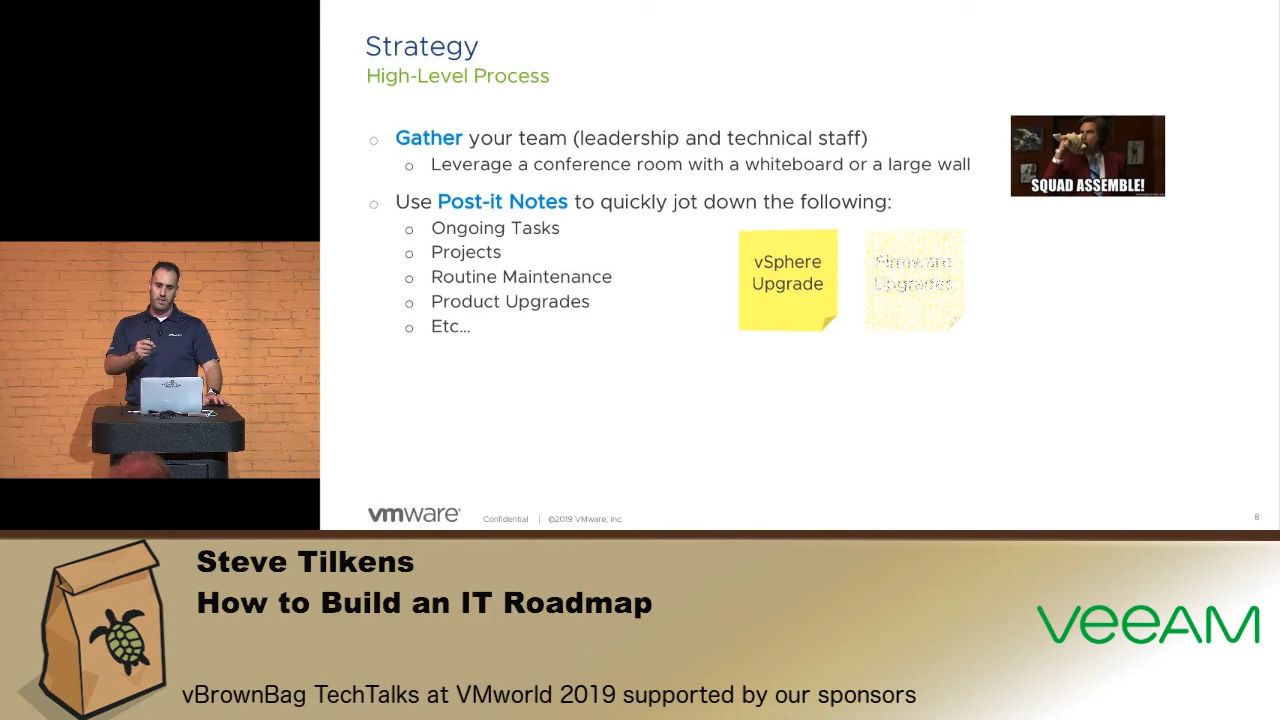 Strategy
High-Level Process
Gather your team (leadership and technical staff)
Leverage a conference room with a whiteboard or a large wall
SQUAD ASSEMBLE!
Use Post-it Notes to quickly jot down the following:
Ongoing Tasks
Projects
Routine Maintenance
Product Upgrades
Etc...
vSphere
Upgrade
Firmware
Upgrades
vmware
Confidential | ©2019 VMware, Inc.
8
Steve Tilkens
How to Build an IT Roadmap
veeAM
vBrownBag TechTalks at VMworld 2019 supported by our sponsors